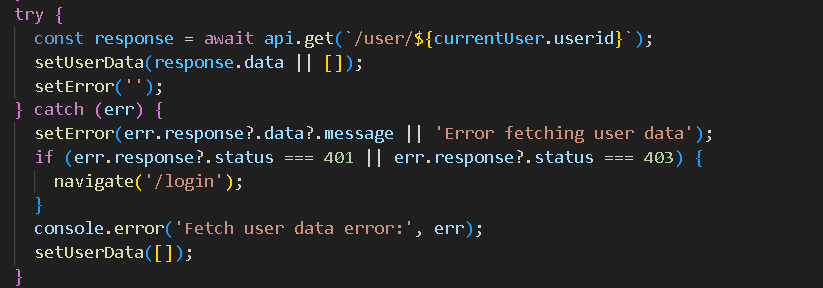 try {
  const response = await api.get(`/user/${currentUser.userid}`);
  setUserData(response.data || []);
  setError('');
} catch (err) {
  setError(err.response?.data?.message || 'Error fetching user data');
  if (err.response?.status === 401 || err.response?.status === 403) {
    navigate('/login');
  }
  console.error('Fetch user data error:', err);
  setUserData([]);
}